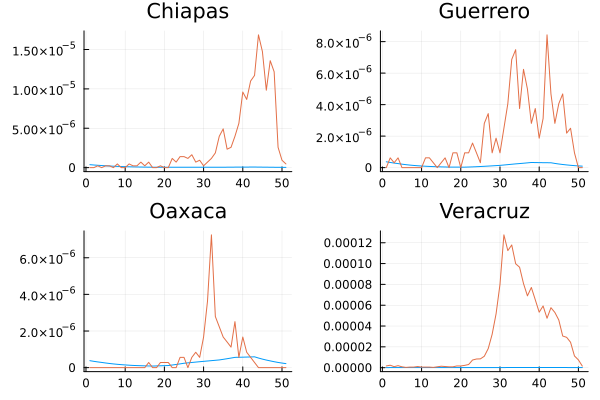 Chiapas
1.50×10⁻⁵
1.00×10⁻⁵
5.00×10⁻⁶
0
0 10 20 30 40 50
Guerrero
8.0×10⁻⁶
6.0×10⁻⁶
4.0×10⁻⁶
2.0×10⁻⁶
0
0 10 20 30 40 50
Oaxaca
6.0×10⁻⁶
4.0×10⁻⁶
2.0×10⁻⁶
0
0 10 20 30 40 50
Veracruz
0.00012
0.00010
0.00008
0.00006
0.00004
0.00002
0.00000
0 10 20 30 40 50